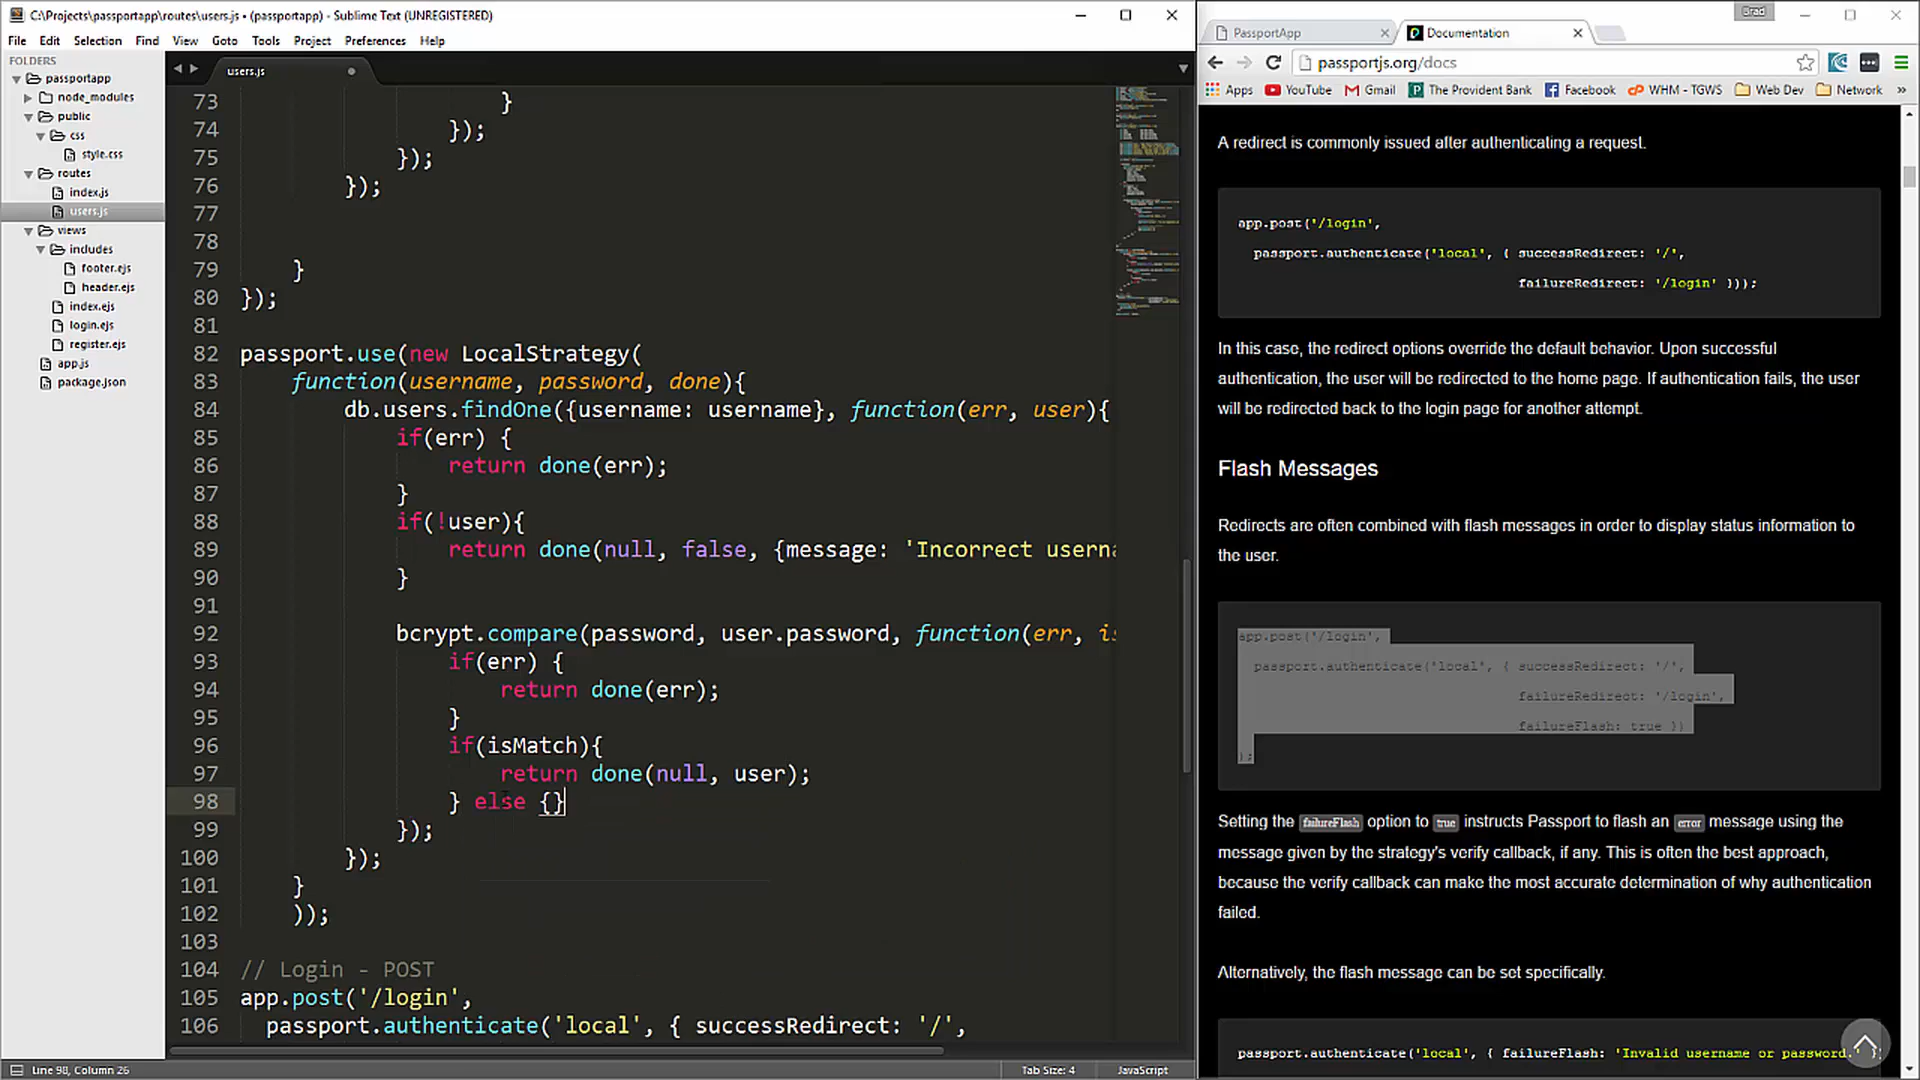 C:\Projects\passportapp\routes\users.js • (passportapp) - Sublime Text (UNREGISTERED)
File Edit Selection Find View Goto Tools Project Preferences Help
FOLDERS
passportapp
node_modules
public
css
style.css
routes
index.js
users.js
views
includes
footer.ejs
header.ejs
index.ejs
login.ejs
register.ejs
app.js
package.json
users.js
73 }
74 });
75 });
76 });
77
78
79 }
80 });
81
82 passport.use(new LocalStrategy(
83 function(username, password, done){
84 db.users.findOne({username: username}, function(err, user){
85 if(err) {
86 return done(err);
87 }
88 if(!user){
89 return done(null, false, {message: 'Incorrect userna
90 }
91
92 bcrypt.compare(password, user.password, function(err, is
93 if(err) {
94 return done(err);
95 }
96 if(isMatch){
97 return done(null, user);
98 } else {}
99 });
100 });
101 }
102 ));
103
104 // Login - POST
105 app.post('/login',
106 passport.authenticate('local', { successRedirect: '/',
Line 98, Column 26
Tab Size: 4
JavaScript
Brad
PassportApp
Documentation
passportjs.org/docs
Apps YouTube Gmail The Provident Bank Facebook WHM - TGWS Web Dev Network »
A redirect is commonly issued after authenticating a request.
app.post('/login',
passport.authenticate('local', { successRedirect: '/',
failureRedirect: '/login' }));
In this case, the redirect options override the default behavior. Upon successful
authentication, the user will be redirected to the home page. If authentication fails, the user
will be redirected back to the login page for another attempt.
Flash Messages
Redirects are often combined with flash messages in order to display status information to
the user.
app.post('/login',
passport.authenticate('local', { successRedirect: '/',
failureRedirect: '/login',
failureFlash: true })
);
Setting the failureFlash option to true instructs Passport to flash an error message using the
message given by the strategy's verify callback, if any. This is often the best approach,
because the verify callback can make the most accurate determination of why authentication
failed.
Alternatively, the flash message can be set specifically.
passport.authenticate('local', { failureFlash: 'Invalid username or password.' }